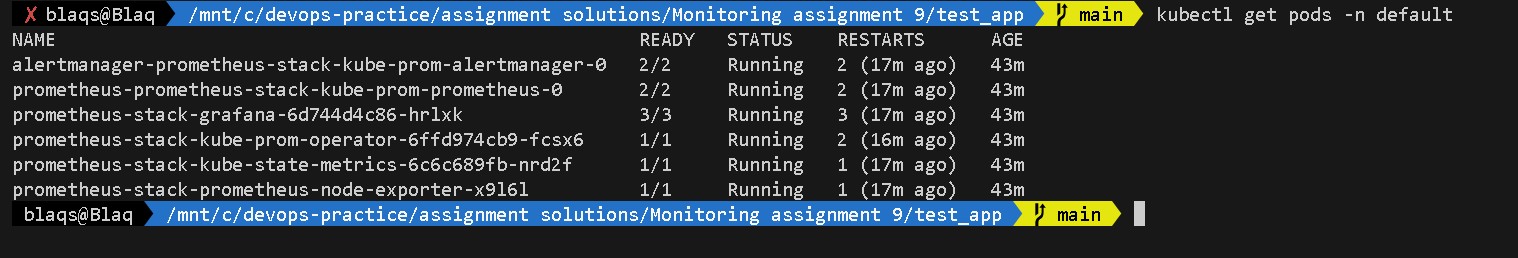 ✗ blaqs@Blaq /mnt/c/devops-practice/assignment solutions/Monitoring assignment 9/test_app main kubectl get pods -n default
NAME READY STATUS RESTARTS AGE
alertmanager-prometheus-stack-kube-prom-alertmanager-0 2/2 Running 2 (17m ago) 43m
prometheus-prometheus-stack-kube-prom-prometheus-0 2/2 Running 2 (17m ago) 43m
prometheus-stack-grafana-6d744d4c86-hrlxk 3/3 Running 3 (17m ago) 43m
prometheus-stack-kube-prom-operator-6ffd974cb9-fcsx6 1/1 Running 2 (16m ago) 43m
prometheus-stack-kube-state-metrics-6c6c689fb-nrd2f 1/1 Running 1 (17m ago) 43m
prometheus-stack-prometheus-node-exporter-x9l6l 1/1 Running 1 (17m ago) 43m
blaqs@Blaq /mnt/c/devops-practice/assignment solutions/Monitoring assignment 9/test_app main